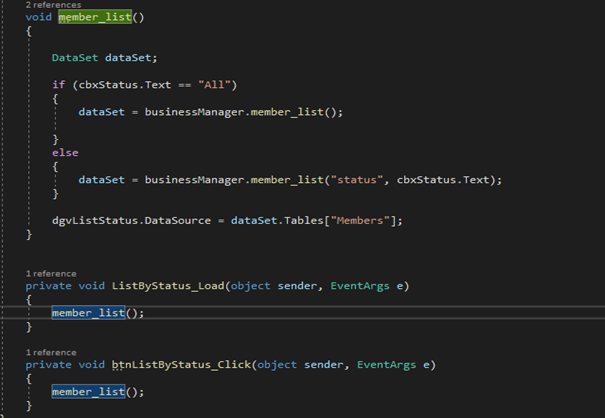 2 references
void member_list()
{
DataSet dataSet;
if (cbxStatus.Text == "All")
{
dataSet = businessManager.member_list();
}
else
{
dataSet = businessManager.member_list("status", cbxStatus.Text);
}
dgvListStatus.DataSource = dataSet.Tables["Members"];
}
1 reference
private void ListByStatus_Load(object sender, EventArgs e)
{
member_list();
}
1 reference
private void btnListByStatus_Click(object sender, EventArgs e)
{
member_list();
}